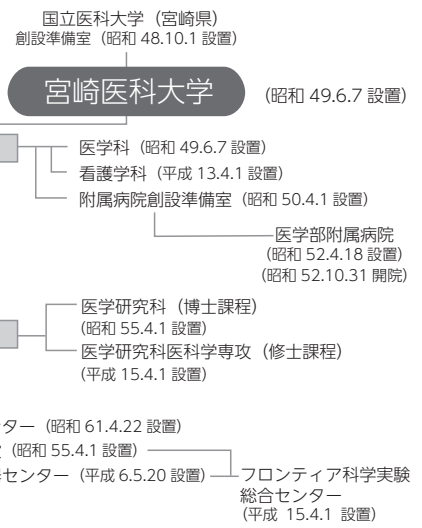 国立医科大学（宮崎県）
創設準備室（昭和 48.10.1 設置）
宮崎医科大学 （昭和 49.6.7 設置）
医学科（昭和 49.6.7 設置）
看護学科（平成 13.4.1 設置）
附属病院創設準備室（昭和 50.4.1 設置）
医学部附属病院
（昭和 52.4.18 設置）
（昭和 52.10.31 開院）
医学研究科（博士課程）
（昭和 55.4.1 設置）
医学研究科医科学専攻（修士課程）
（平成 15.4.1 設置）
ター（昭和 61.4.22 設置）
（昭和 55.4.1 設置）
センター（平成 6.5.20 設置）
フロンティア科学実験
総合センター
（平成 15.4.1 設置）